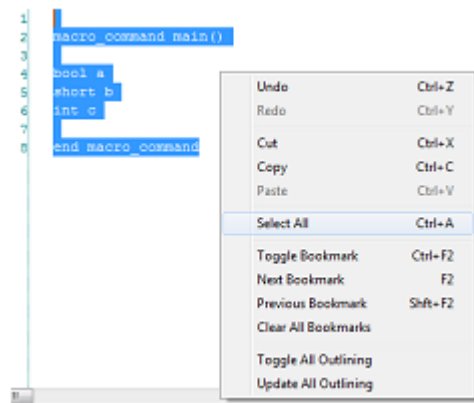 1
2 macro_command main()
3
4 bool a
5 short b
6 int c
7
8 end macro_command
Undo Ctrl+Z
Redo Ctrl+Y
Cut Ctrl+X
Copy Ctrl+C
Paste Ctrl+V
Select All Ctrl+A
Toggle Bookmark Ctrl+F2
Next Bookmark F2
Previous Bookmark Shft+F2
Clear All Bookmarks
Toggle All Outlining
Update All Outlining